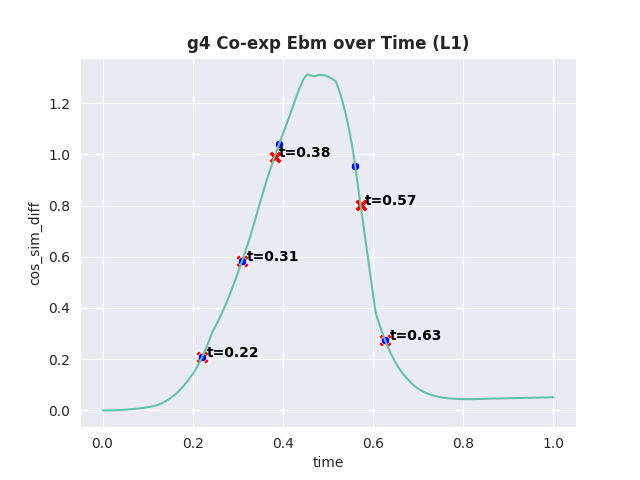 g4 Co-exp Ebm over Time (L1)
cos_sim_diff
1.2
1.0
0.8
0.6
0.4
0.2
0.0
t=0.38
t=0.57
t=0.31
t=0.63
t=0.22
0.0 0.2 0.4 0.6 0.8 1.0
time